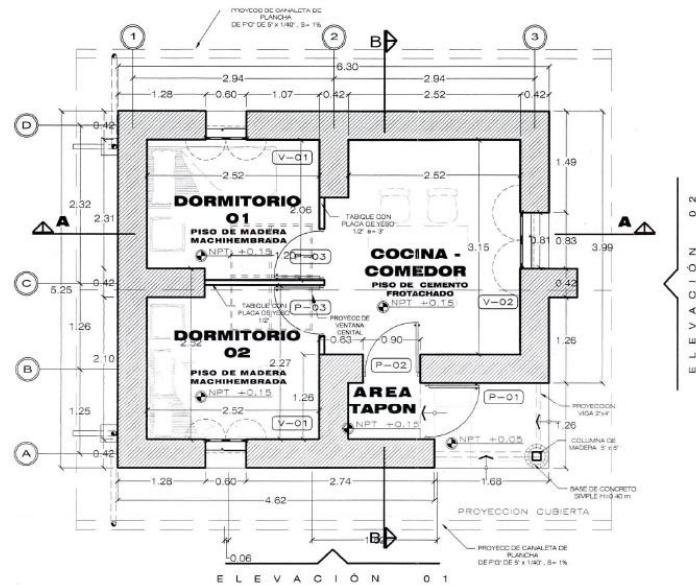 PROYECC DE CANALETA DE
PLANCHA
DE FºGº DE 5" x 1/40", S= 1%
1
2
B
3
6.30
2.94
2.94
1.28
0.60
1.07
0.42
2.52
0.42
D
0.42
V-01
1.49
2.52
2.52
DORMITORIO
01
2.06
PISO DE MADERA
MACHIHEMBRADA
NPT +0.15
TABIQUE CON
PLACA DE YESO
1/2" e= 3"
2.32
2.31
A
A
1.20
P-03
COCINA -
COMEDOR
3.15
PISO DE CEMENTO
FROTACHADO
NPT +0.15
0.81
0.83
3.99
ELEVACIÓN 02
C
5.25
0.42
0.42
P-03
V-02
TABIQUE CON
PLACA DE YESO
1/2"
PROYECC DE
VENTANA
CENITAL
1.26
DORMITORIO
02
2.52
0.63
0.90
1.26
B
2.10
2.27
P-02
PISO DE MADERA
MACHIHEMBRADA
NPT +0.15
1.26
AREA
TAPON
P-01
PROYECCION
VIGA 2"x4"
1.25
2.52
V-01
NPT +0.15
NPT +0.05
1.26
COLUMNA DE
MADERA 5" x 5"
A
0.42
1.28
0.60
2.74
1.68
BASE DE CONCRETO
SIMPLE H=0.40 m
4.62
PROYECCION CUBIERTA
B
0.06
PROYECC DE CANALETA DE
PLANCHA
DE FºGº DE 5" x 1/40", S= 1%
ELEVACIÓN 01